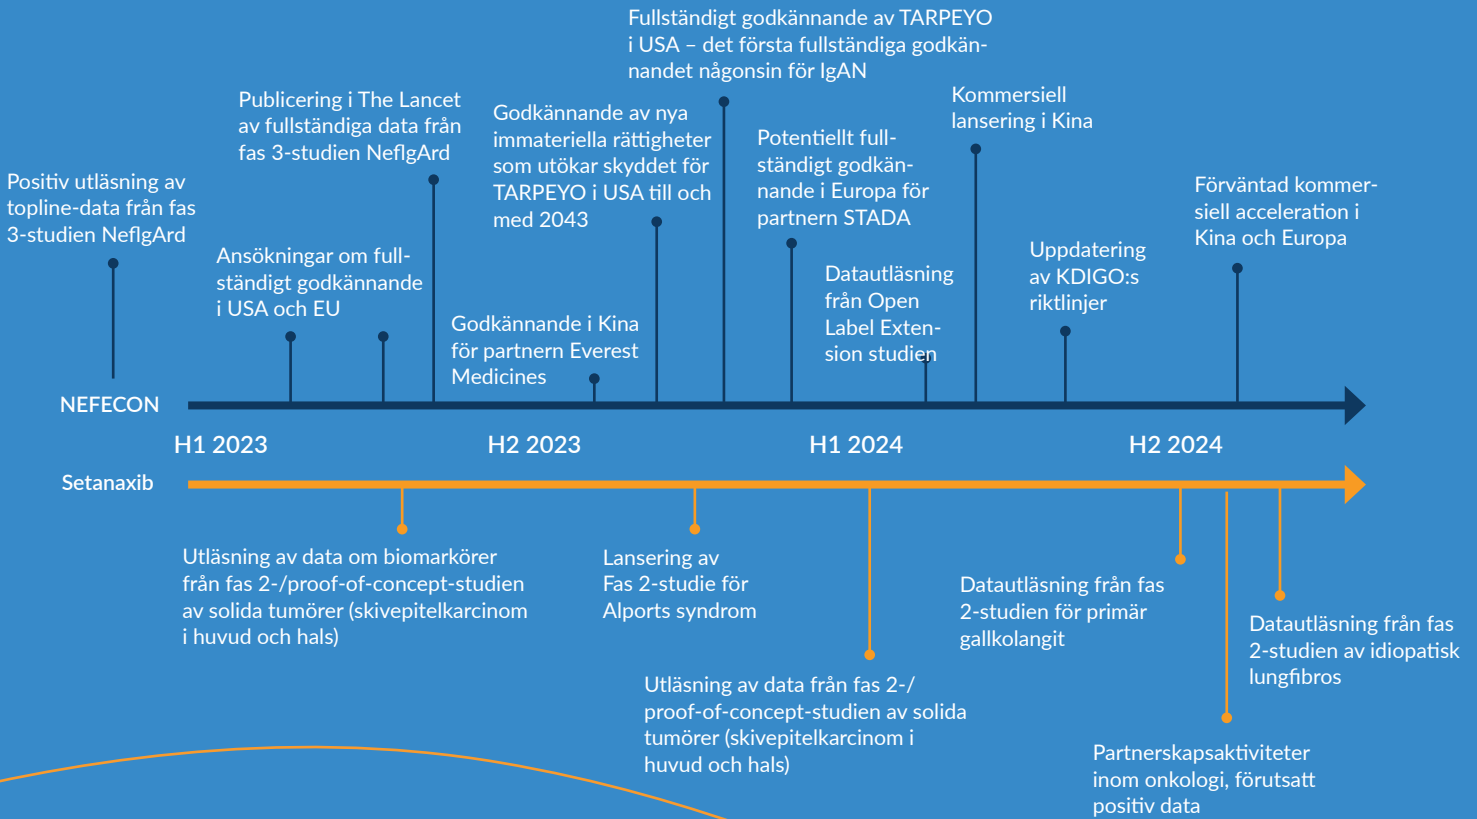 Positiv utläsning av
topline-data från fas
3-studien NefIgArd
Ansökningar om full-
ständigt godkännande
i USA och EU
Publicering i The Lancet
av fullständiga data från
fas 3-studien NefIgArd
Godkännande i Kina
för partnern Everest
Medicines
Godkännande av nya
immateriella rättigheter
som utökar skyddet för
TARPEYO i USA till och
med 2043
Fullständigt godkännande av TARPEYO
i USA – det första fullständiga godkän-
nandet någonsin för IgAN
Potentiellt full-
ständigt godkän-
nande i Europa för
partnern STADA
Datautläsning
från Open
Label Exten-
sion studien
Kommersiell
lansering i Kina
Uppdatering
av KDIGO:s
riktlinjer
Förväntad kommer-
siell acceleration i
Kina och Europa
NEFECON
H1 2023
H2 2023
H1 2024
H2 2024
Setanaxib
Utläsning av data om biomarkörer
från fas 2-/proof-of-concept-studien
av solida tumörer (skivepitelkarcinom
i huvud och hals)
Lansering av
Fas 2-studie för
Alports syndrom
Utläsning av data från fas 2-/
proof-of-concept-studien av solida
tumörer (skivepitelkarcinom i
huvud och hals)
Datautläsning från fas
2-studien för primär
gallkolangit
Partnerskapsaktiviteter
inom onkologi, förutsatt
positiv data
Datautläsning från fas
2-studien av idiopatisk
lungfibros